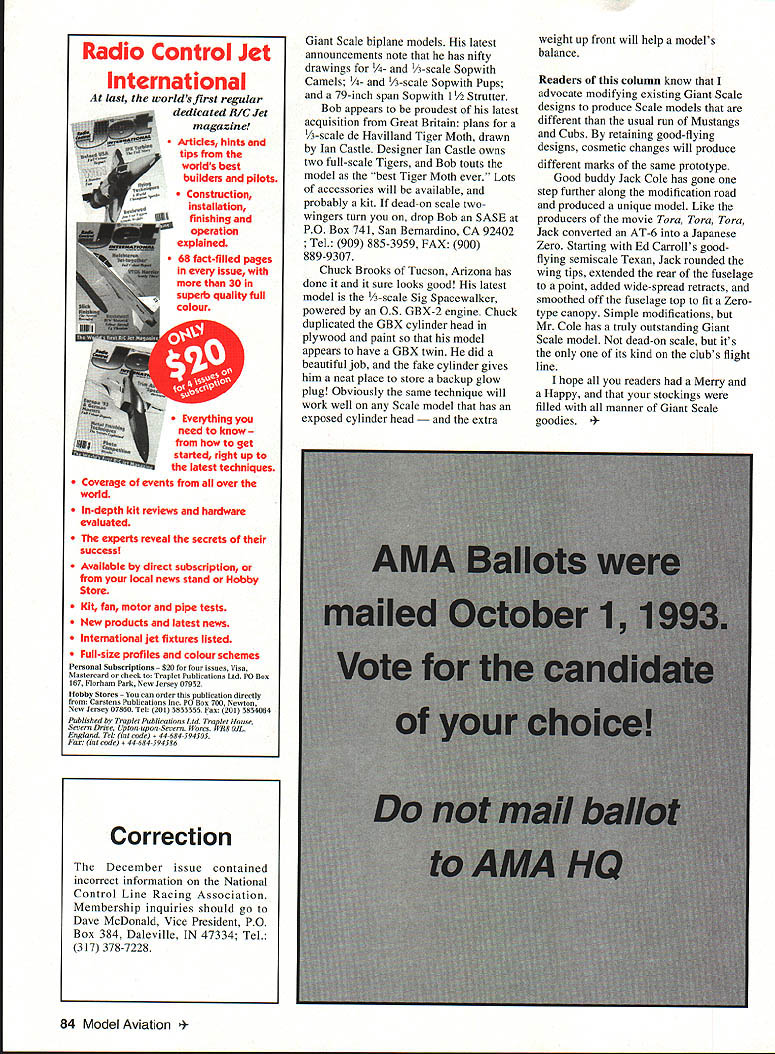 Radio Control Jet
International
At last, the world's first regular
dedicated R/C Jet
magazine!
• Articles, hints and
tips from the
world's best
builders and pilots.
• Construction,
installation,
finishing and
operation
explained.
• 68 fact-filled pages
in every issue, with
more than 30 in
superb quality full
colour.
ONLY
$20
for 4 issues on
subscription
• Everything you
need to know –
from how to get
started, right up to
the latest techniques.
• Coverage of events from all over the
world.
• In-depth kit reviews and hardware
evaluated.
• The experts reveal the secrets of their
success!
• Available by direct subscription, or
from your local news stand or Hobby
Store.
• Kit, fan, motor and pipe tests.
• New products and latest news.
• International jet fixtures listed.
• Full-size profiles and colour schemes
Personal Subscriptions – $20 for four issues, Visa,
Mastercard or check to: Traplet Publications Ltd. PO Box
167, Florham Park, New Jersey 07932.
Hobby Stores – You can order this publication directly
from: Carstens Publications Inc. PO Box 700, Newton,
New Jersey 07860. Tel: (201) 3833355. Fax: (201) 3834064
Published by Traplet Publications Ltd. Traplet House,
Severn Drive, Upton-upon-Severn. Worcs. WR8 0JL.
England. Tel: (int code) + 44-684-594505.
Fax: (int code) + 44-684-594586
Correction
The December issue contained
incorrect information on the National
Control Line Racing Association.
Membership inquiries should go to
Dave McDonald, Vice President, P.O.
Box 384, Daleville, IN 47334; Tel.:
(317) 378-7228.
Giant Scale biplane models. His latest
announcements note that he has nifty
drawings for ¼- and ⅓-scale Sopwith
Camels; ¼- and ⅓-scale Sopwith Pups;
and a 79-inch span Sopwith 1½ Strutter.
Bob appears to be proudest of his latest
acquisition from Great Britain: plans for a
⅓-scale de Havilland Tiger Moth, drawn
by Ian Castle. Designer Ian Castle owns
two full-scale Tigers, and Bob touts the
model as the "best Tiger Moth ever." Lots
of accessories will be available, and
probably a kit. If dead-on scale two-
wingers turn you on, drop Bob an SASE at
P.O. Box 741, San Bernardino, CA 92402
; Tel.: (909) 885-3959, FAX: (900)
889-9307.
Chuck Brooks of Tucson, Arizona has
done it and it sure looks good! His latest
model is the ⅓-scale Sig Spacewalker,
powered by an O.S. GBX-2 engine. Chuck
duplicated the GBX cylinder head in
plywood and paint so that his model
appears to have a GBX twin. He did a
beautiful job, and the fake cylinder gives
him a neat place to store a backup glow
plug! Obviously the same technique will
work well on any Scale model that has an
exposed cylinder head — and the extra
weight up front will help a model's
balance.
Readers of this column know that I
advocate modifying existing Giant Scale
designs to produce Scale models that are
different than the usual run of Mustangs
and Cubs. By retaining good-flying
designs, cosmetic changes will produce
different marks of the same prototype.
Good buddy Jack Cole has gone one
step further along the modification road
and produced a unique model. Like the
producers of the movie Tora, Tora, Tora,
Jack converted an AT-6 into a Japanese
Zero. Starting with Ed Carroll's good-
flying semiscale Texan, Jack rounded the
wing tips, extended the rear of the fuselage
to a point, added wide-spread retracts, and
smoothed off the fuselage top to fit a Zero-
type canopy. Simple modifications, but
Mr. Cole has a truly outstanding Giant
Scale model. Not dead-on scale, but it's
the only one of its kind on the club's flight
line.
I hope all you readers had a Merry and
a Happy, and that your stockings were
filled with all manner of Giant Scale
goodies.
AMA Ballots were
mailed October 1, 1993.
Vote for the candidate
of your choice!
Do not mail ballot
to AMA HQ
84 Model Aviation